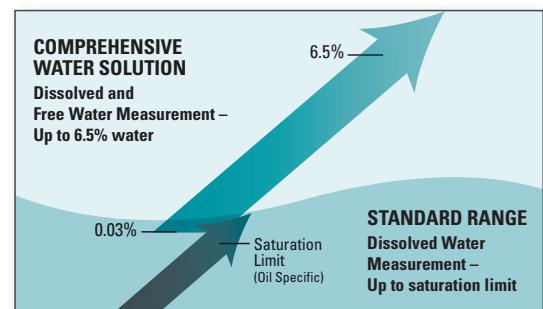 COMPREHENSIVE
WATER SOLUTION
Dissolved and
Free Water Measurement –
Up to 6.5% water
6.5%
0.03%
Saturation
Limit
(Oil Specific)
STANDARD RANGE
Dissolved Water
Measurement –
Up to saturation limit